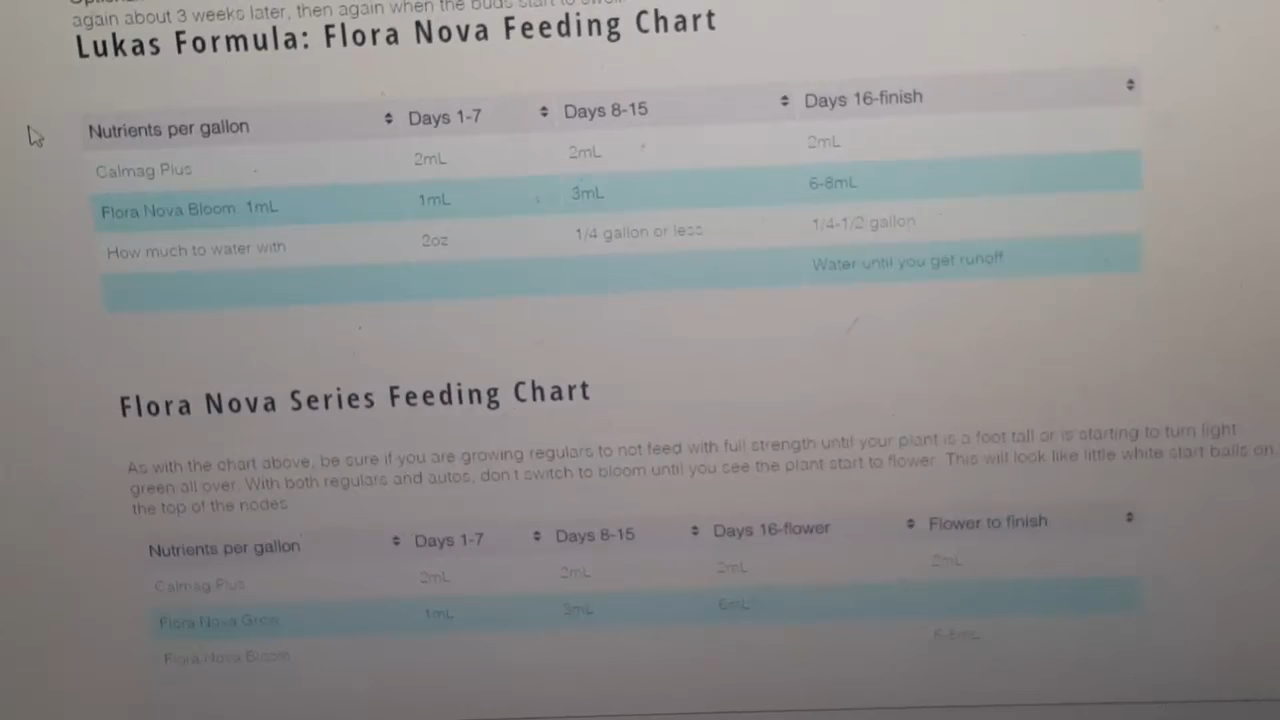 again about 3 weeks later, then again when the buds start to
Lukas Formula: Flora Nova Feeding Chart
Nutrients per gallon Days 1-7 Days 8-15 Days 16-finish
Calmag Plus 2mL 2mL 2mL
Flora Nova Bloom 1mL 1mL 3mL 6-8mL
How much to water with 2oz 1/4 gallon or less 1/4-1/2 gallon
Water until you get runoff
Flora Nova Series Feeding Chart
As with the chart above, be sure if you are growing regulars to not feed with full strength until your plant is a foot tall or is starting to turn light
green all over. With both regulars and autos, don't switch to bloom until you see the plant start to flower. This will look like little white start balls on
the top of the nodes
Nutrients per gallon Days 1-7 Days 8-15 Days 16-flower Flower to finish
Calmag Plus 2mL 2mL 2mL 2mL
Flora Nova Grow 1mL 3mL 6mL
Flora Nova Bloom 6-8mL